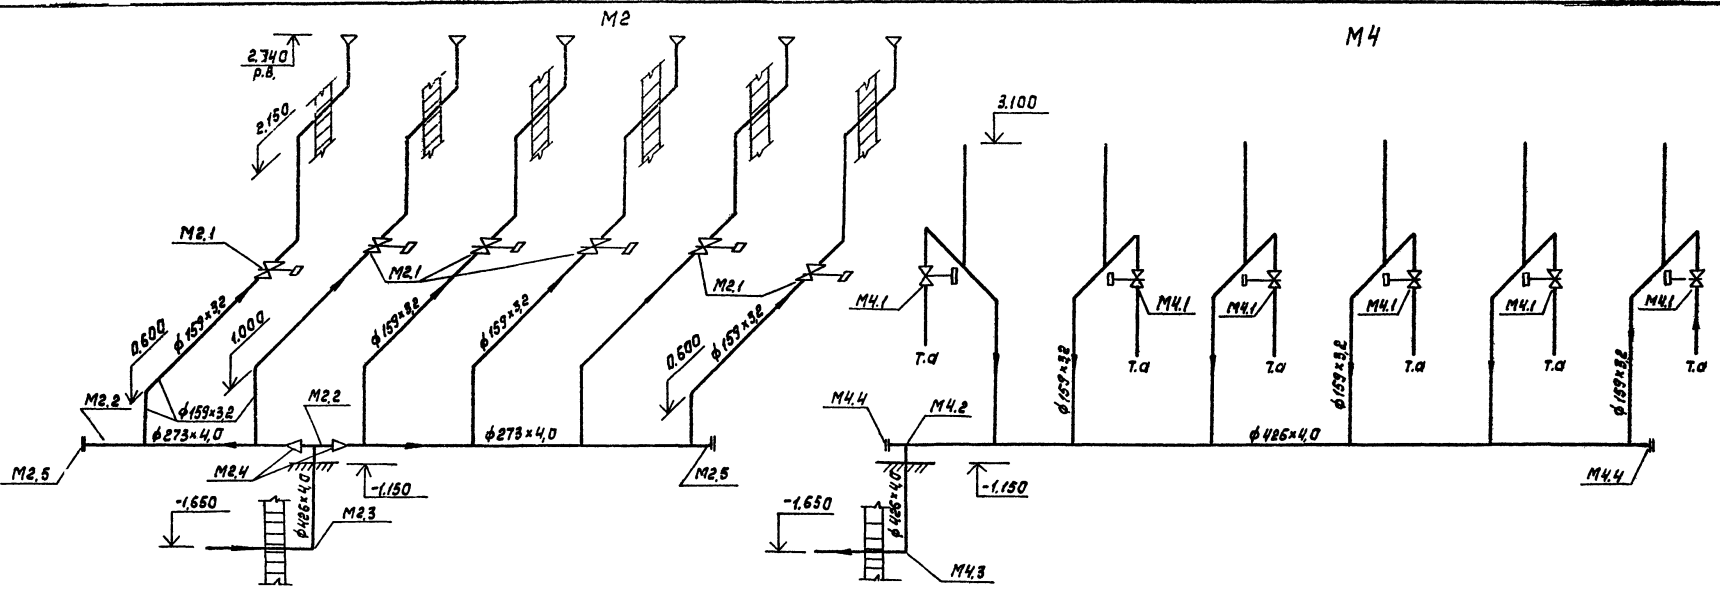 М2
М4
2.340
р.в.
2.150
3.100
М2.1
М2.1
М2.1
М4.1
М4.1
М4.1
М4.1
М4.1
М4.1
т.а
т.а
т.а
т.а
т.а
т.а
0.600
ϕ159×3,2
1.000
ϕ159×3,2
ϕ159×3,2
0.600
ϕ159×3,2
ϕ159×3,2
ϕ159×3,2
ϕ159×3,2
М2.2
ϕ159×3,2
М2.2
М4.4
М4.2
ϕ273×4,0
ϕ273×4,0
ϕ426×4,0
М2.5
М2.4
-1.150
М2.5
-1.150
М4.4
-1.650
ϕ426×4,0
М2.3
-1.650
ϕ426×4,0
М4.3